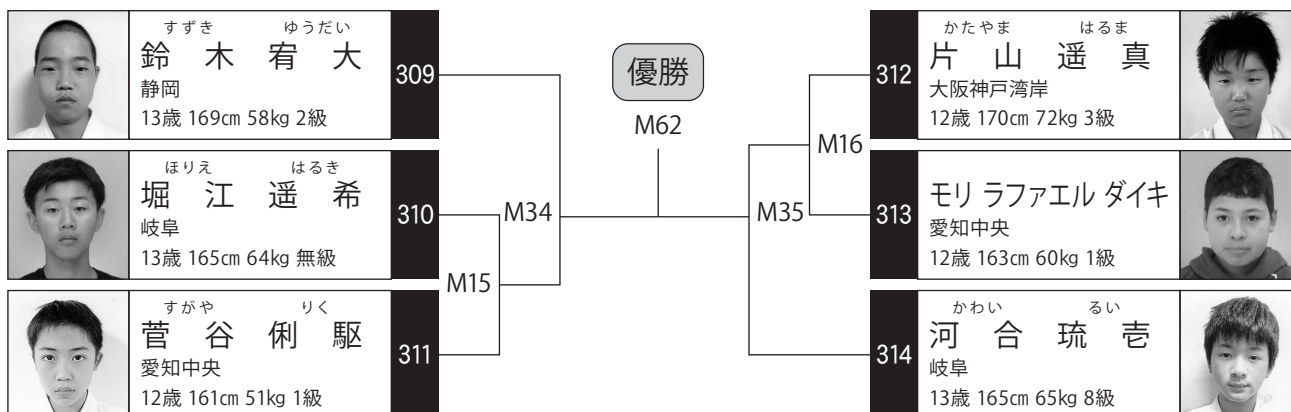 すずき ゆうだい
鈴木 宥大
静岡
13歳 169cm 58kg 2級
309
ほりえ はるき
堀江 遥希
岐阜
13歳 165cm 64kg 無級
310
すがや りく
菅谷 俐駆
愛知中央
12歳 161cm 51kg 1級
311
M15
M34
優勝
M62
M35
M16
312
かたやま はるま
片山 遥真
大阪神戸湾岸
12歳 170cm 72kg 3級
313
モリ ラファエル ダイキ
愛知中央
12歳 163cm 60kg 1級
314
かわい るい
河合 琉壱
岐阜
13歳 165cm 65kg 8級